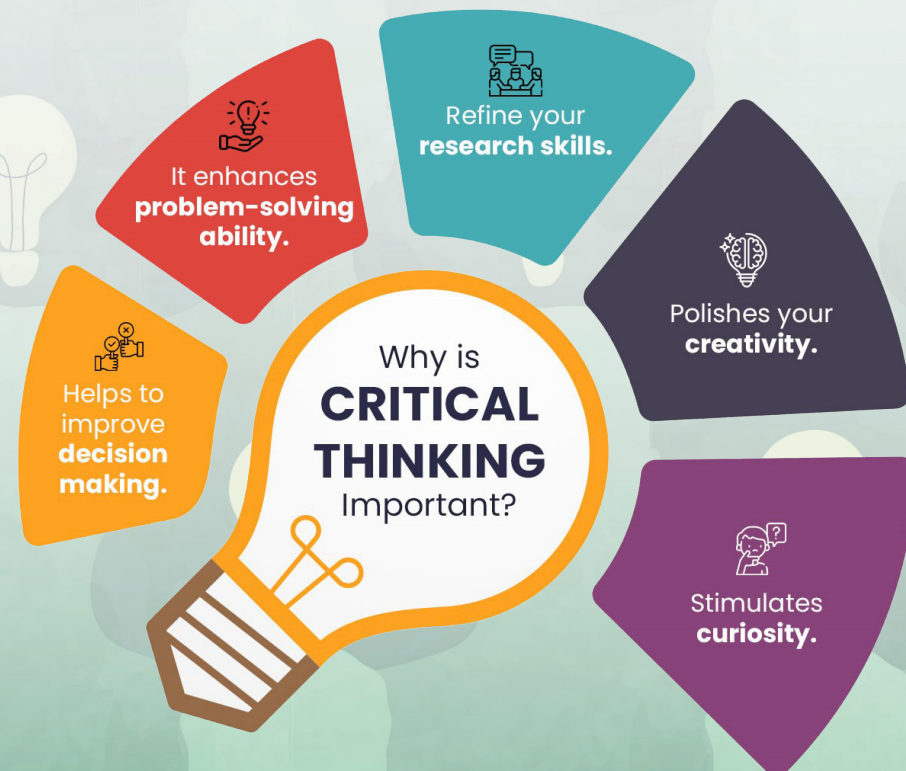 Why is
CRITICAL
THINKING
Important?
Helps to
improve
decision
making.
It enhances
problem-solving
ability.
Refine your
research skills.
Polishes your
creativity.
Stimulates
curiosity.